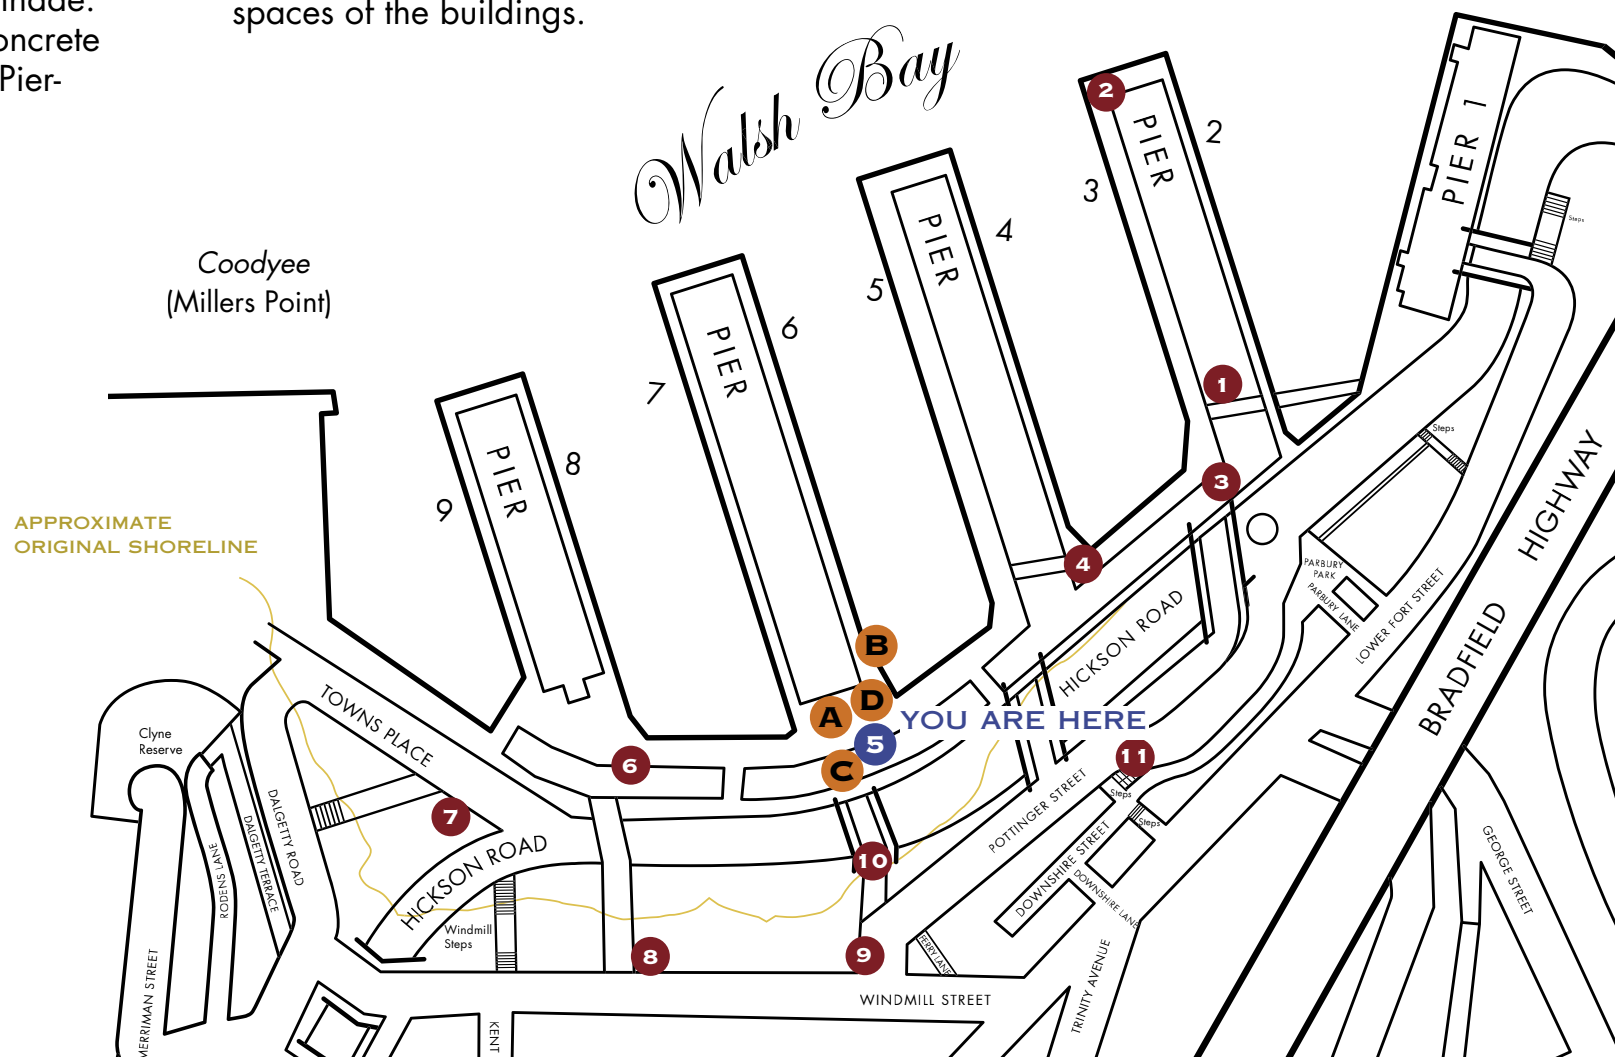 nade.
oncrete
Pier-
spaces of the buildings.
Walsh Bay
Coodyee
(Millers Point)
APPROXIMATE
ORIGINAL SHORELINE
PIER 1
Steps
2
PIER
2
3
1
3
PIER
4
5
4
PIER
6
7
PIER
8
9
B
D
A
5
YOU ARE HERE
C
6
7
8
9
10
11
Steps
Steps
Steps
PARBURY
PARK
PARBURY LANE
LOWER FORT STREET
BRADFIELD HIGHWAY
HICKSON ROAD
POTTINGER STREET
DOWNSHIRE STREET
DOWNSHIRE LANE
FERRY LANE
TRINITY AVENUE
GEORGE STREET
WINDMILL STREET
TOWNS PLACE
HICKSON ROAD
Windmill
Steps
Clyne
Reserve
DALGETTY ROAD
DALGETTY TERRACE
RODENS LANE
MERRIMAN STREET
KENT